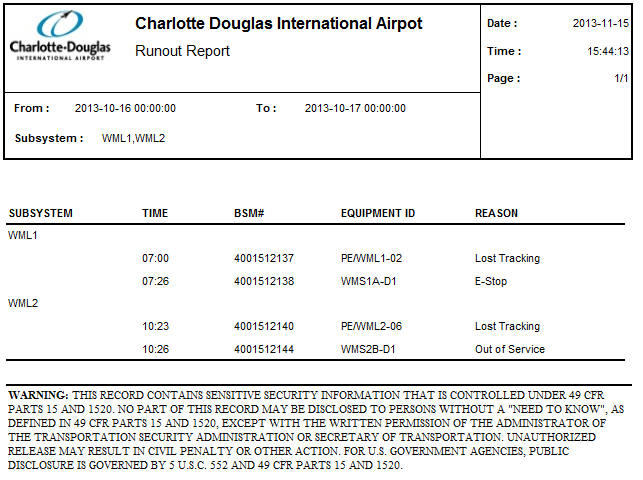 Charlotte-Douglas
INTERNATIONAL AIRPORT
Charlotte Douglas International Airpot
Runout Report
Date : 2013-11-15
Time : 15:44:13
Page : 1/1
From : 2013-10-16 00:00:00 To : 2013-10-17 00:00:00
Subsystem : WML1,WML2
SUBSYSTEM TIME BSM# EQUIPMENT ID REASON
WML1
07:00 4001512137 PE/WML1-02 Lost Tracking
07:26 4001512138 WMS1A-D1 E-Stop
WML2
10:23 4001512140 PE/WML2-06 Lost Tracking
10:26 4001512144 WMS2B-D1 Out of Service
WARNING: THIS RECORD CONTAINS SENSITIVE SECURITY INFORMATION THAT IS CONTROLLED UNDER 49 CFR
PARTS 15 AND 1520. NO PART OF THIS RECORD MAY BE DISCLOSED TO PERSONS WITHOUT A "NEED TO KNOW", AS
DEFINED IN 49 CFR PARTS 15 AND 1520, EXCEPT WITH THE WRITTEN PERMISSION OF THE ADMINISTRATOR OF
THE TRANSPORTATION SECURITY ADMINISTRATION OR SECRETARY OF TRANSPORTATION. UNAUTHORIZED
RELEASE MAY RESULT IN CIVIL PENALTY OR OTHER ACTION. FOR U.S. GOVERNMENT AGENCIES, PUBLIC
DISCLOSURE IS GOVERNED BY 5 U.S.C. 552 AND 49 CFR PARTS 15 AND 1520.